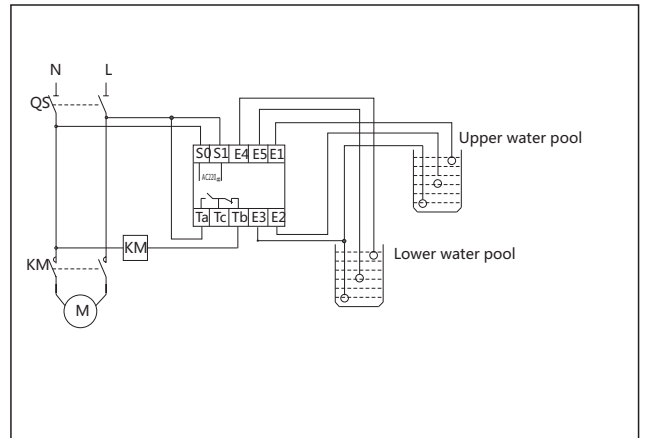 N L
QS
S0 S1 E4 E5 E1
Upper water pool
AC220
Ta Tc Tb E3 E2
KM
Lower water pool
KM
M